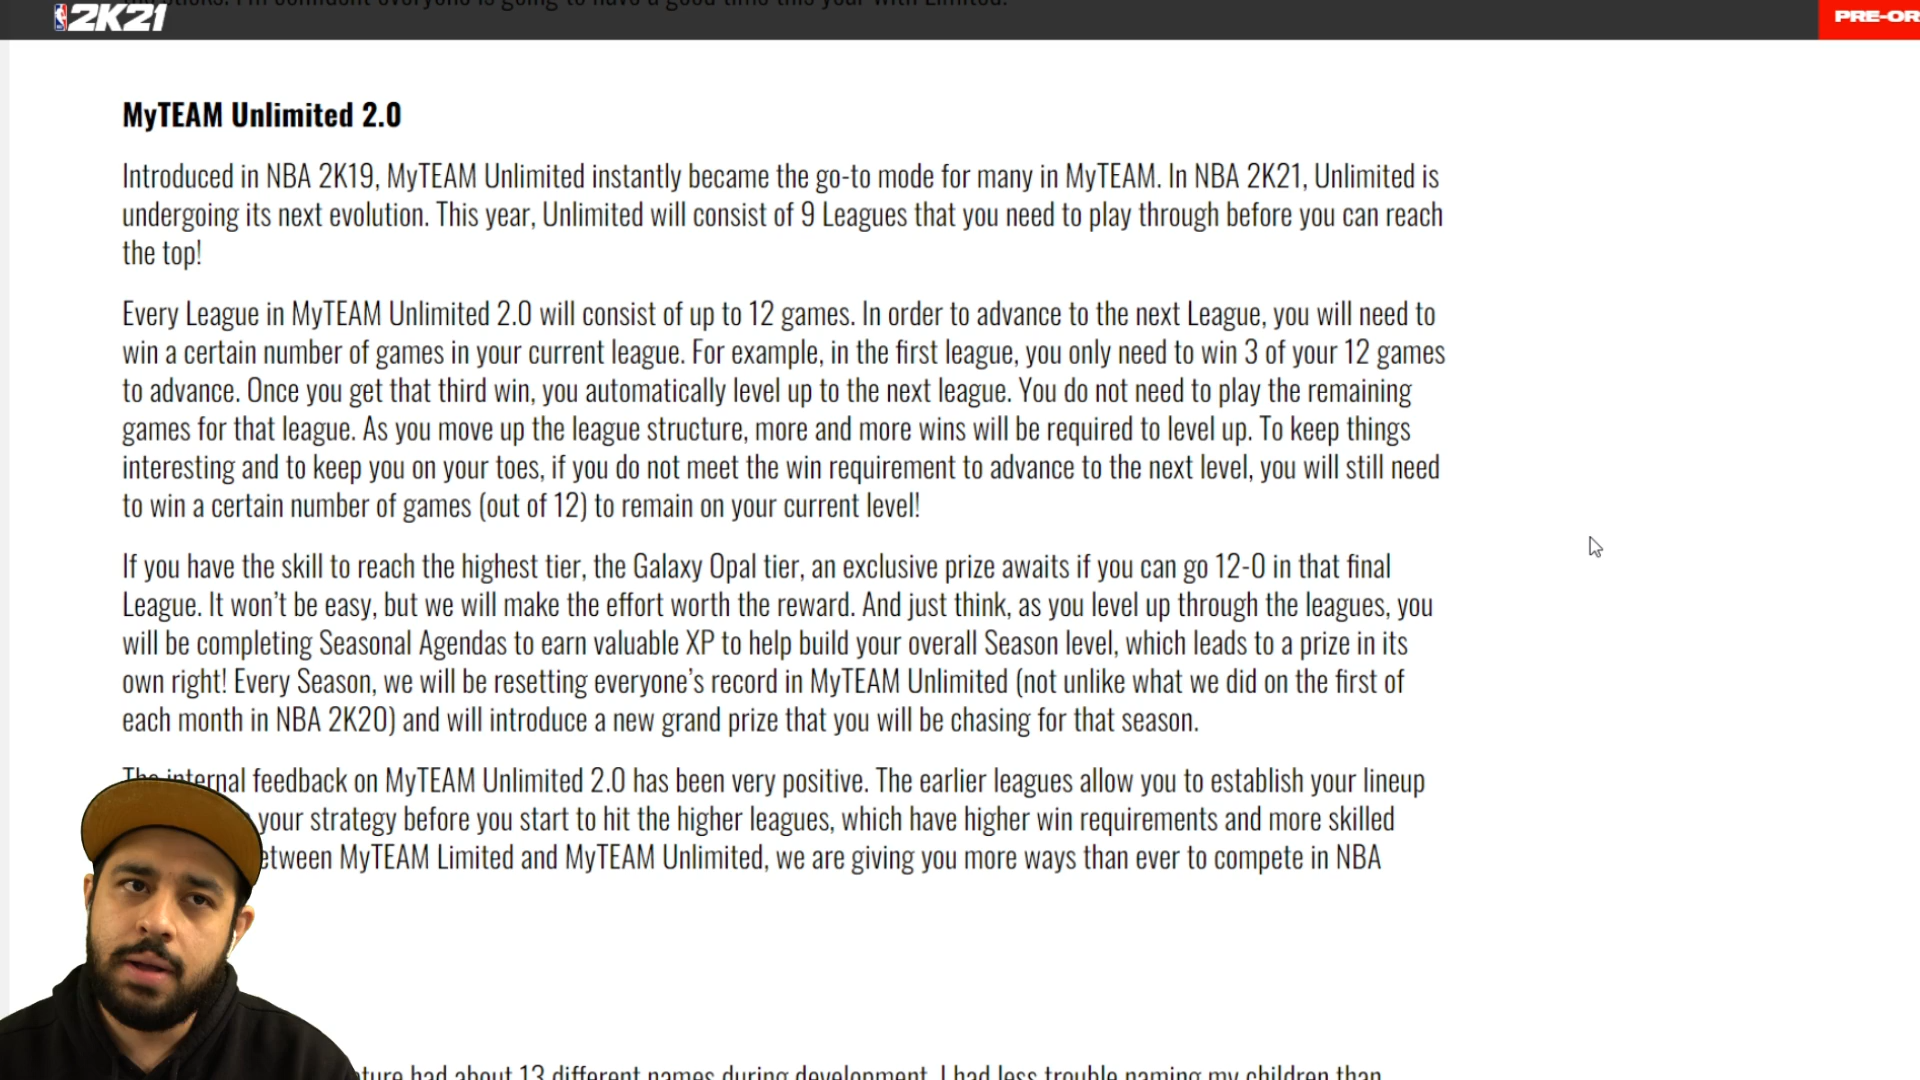 the sticks. I'm confident everyone is going to have a good time this year with Limited.
2K21
PRE-OR
MyTEAM Unlimited 2.0
Introduced in NBA 2K19, MyTEAM Unlimited instantly became the go-to mode for many in MyTEAM. In NBA 2K21, Unlimited is
undergoing its next evolution. This year, Unlimited will consist of 9 Leagues that you need to play through before you can reach
the top!
Every League in MyTEAM Unlimited 2.0 will consist of up to 12 games. In order to advance to the next League, you will need to
win a certain number of games in your current league. For example, in the first league, you only need to win 3 of your 12 games
to advance. Once you get that third win, you automatically level up to the next league. You do not need to play the remaining
games for that league. As you move up the league structure, more and more wins will be required to level up. To keep things
interesting and to keep you on your toes, if you do not meet the win requirement to advance to the next level, you will still need
to win a certain number of games (out of 12) to remain on your current level!
If you have the skill to reach the highest tier, the Galaxy Opal tier, an exclusive prize awaits if you can go 12-0 in that final
League. It won't be easy, but we will make the effort worth the reward. And just think, as you level up through the leagues, you
will be completing Seasonal Agendas to earn valuable XP to help build your overall Season level, which leads to a prize in its
own right! Every Season, we will be resetting everyone's record in MyTEAM Unlimited (not unlike what we did on the first of
each month in NBA 2K20) and will introduce a new grand prize that you will be chasing for that season.
The internal feedback on MyTEAM Unlimited 2.0 has been very positive. The earlier leagues allow you to establish your lineup
your strategy before you start to hit the higher leagues, which have higher win requirements and more skilled
etween MyTEAM Limited and MyTEAM Unlimited, we are giving you more ways than ever to compete in NBA
ture had about 13 different names during development. I had less trouble naming my children than